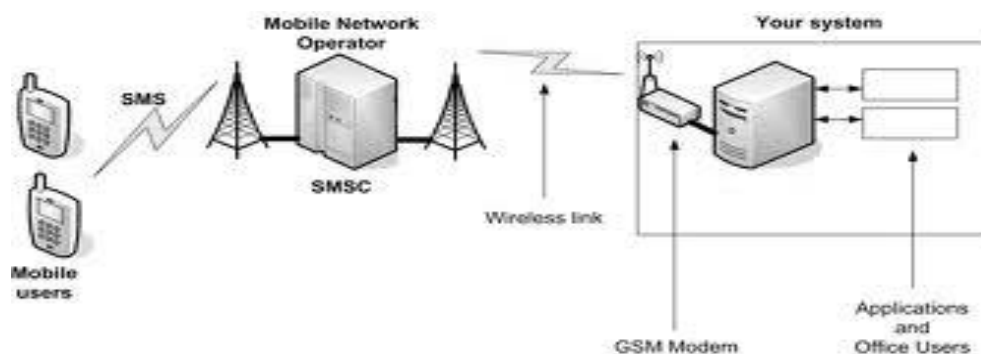 Mobile Network
Operator
Your system
SMS
SMSC
Wireless link
Mobile
users
GSM Modem
Applications
and
Office Users